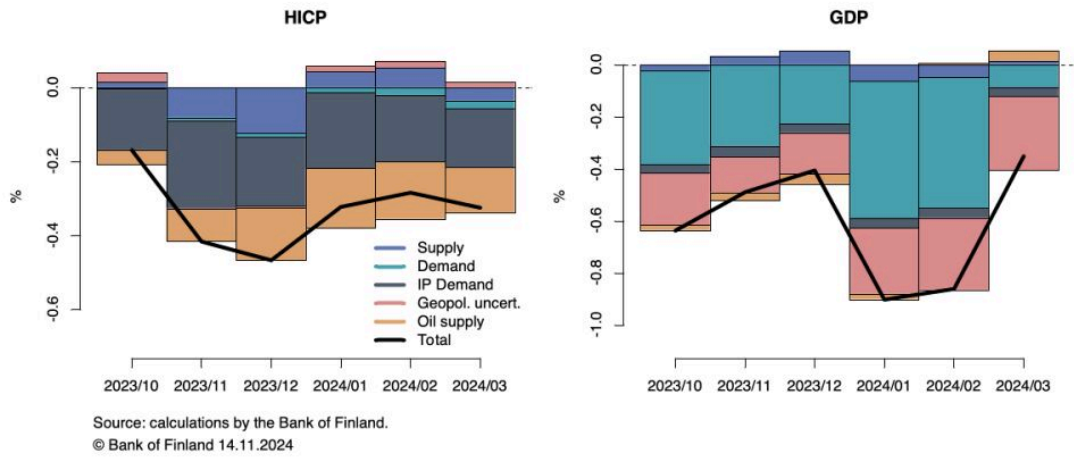 HICP
%
0.0
-0.2
-0.4
-0.6
Supply
Demand
IP Demand
Geopol. uncert.
Oil supply
Total
2023/10 2023/11 2023/12 2024/01 2024/02 2024/03
GDP
%
0.0
-0.2
-0.4
-0.6
-0.8
-1.0
2023/10 2023/11 2023/12 2024/01 2024/02 2024/03
Source: calculations by the Bank of Finland.
© Bank of Finland 14.11.2024